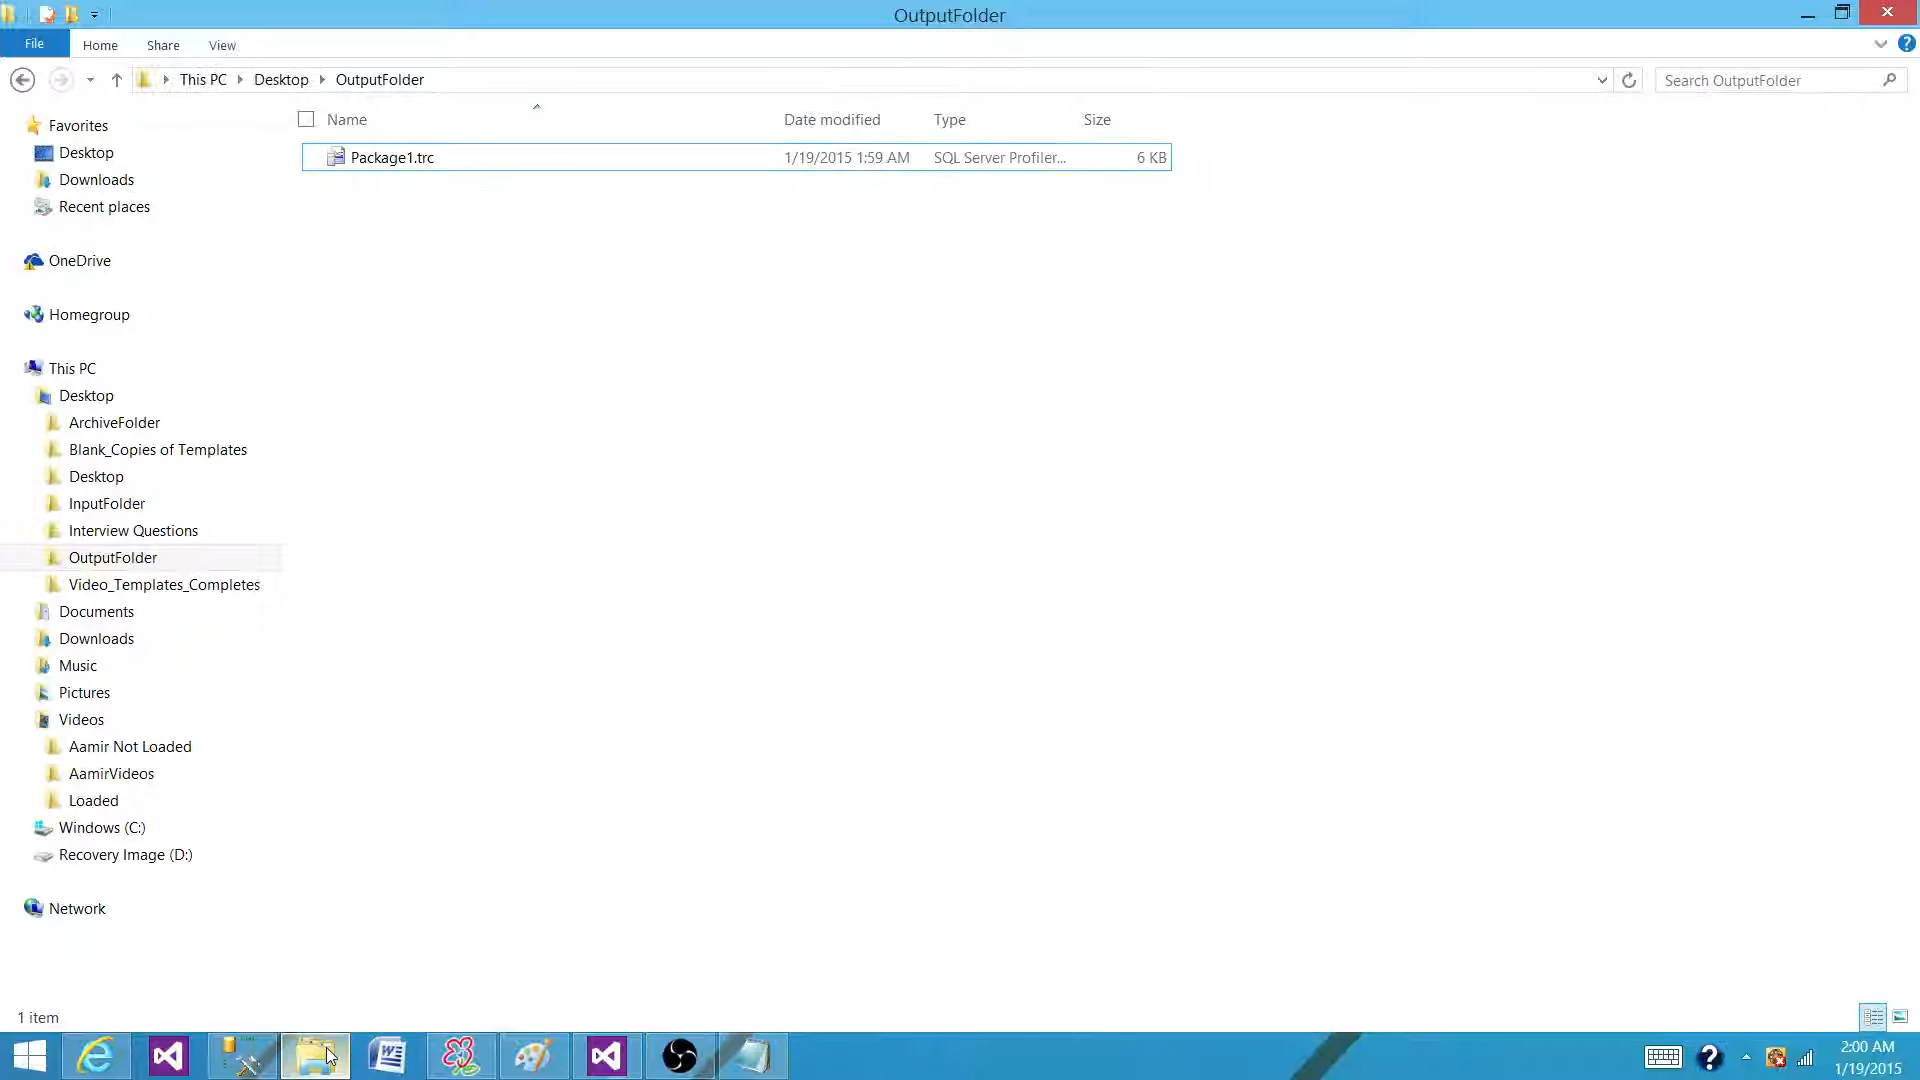 OutputFolder
File Home Share View
This PC Desktop OutputFolder
Search OutputFolder
Name Date modified Type Size
Package1.trc 1/19/2015 1:59 AM SQL Server Profiler... 6 KB
Favorites
Desktop
Downloads
Recent places
OneDrive
Homegroup
This PC
Desktop
ArchiveFolder
Blank_Copies of Templates
Desktop
InputFolder
Interview Questions
OutputFolder
Video_Templates_Completes
Documents
Downloads
Music
Pictures
Videos
Aamir Not Loaded
AamirVideos
Loaded
Windows (C:)
Recovery Image (D:)
Network
1 item
2:00 AM
1/19/2015